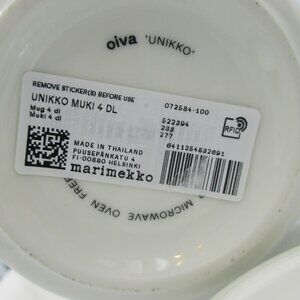 oiva 'UNIKKO'
REMOVE STICKER(S) BEFORE USE
UNIKKO MUKI 4 DL
Mug 4 dl
Muki 4 dl
072584-100
522394
238
277
RFID
MADE IN THAILAND
PUUSEPÄNKATU 4
FI-00880 HELSINKI
marimekko
6411254832691
MICROWAVE OVEN FREE